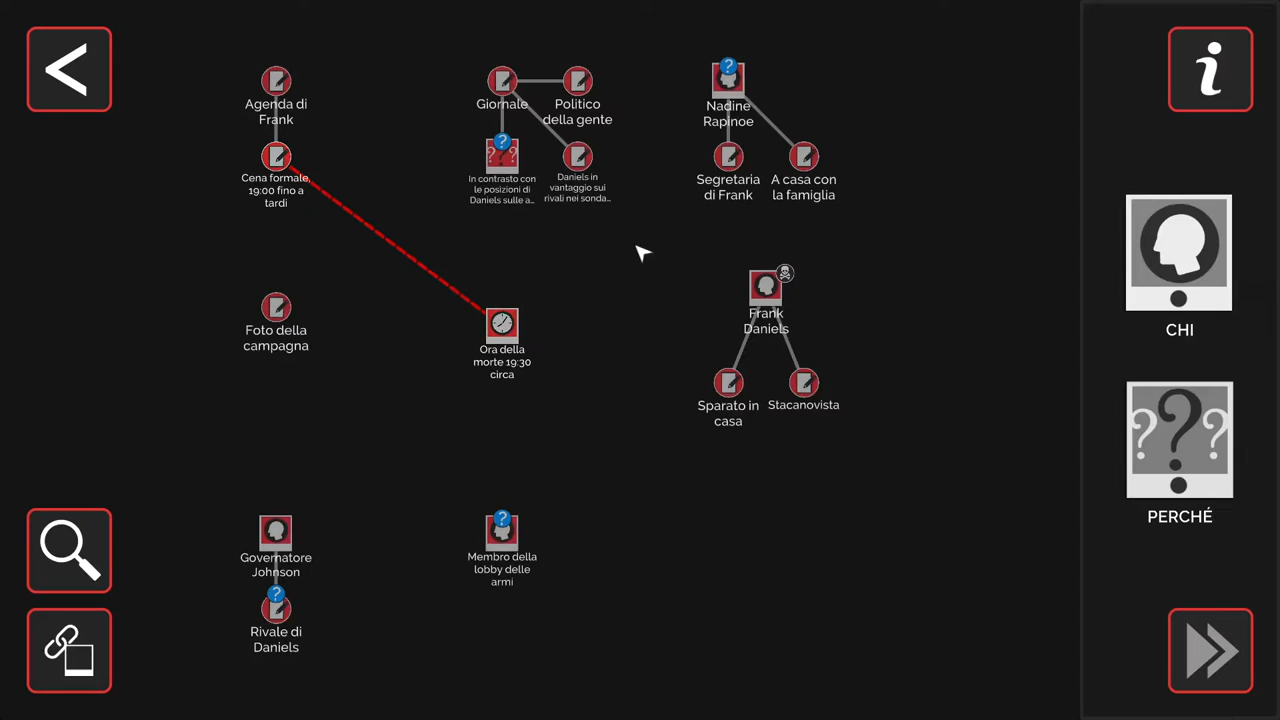 Agenda di
Frank
Cena formale,
19:00 fino a
tardi
Giornale
Politico
della gente
In contrasto con
le posizioni di
Daniels sulle a...
Daniels in
vantaggio sui
rivali nei sonda...
Nadine
Rapinoe
Segretaria
di Frank
A casa con
la famiglia
Foto della
campagna
Ora della
morte 19:30
circa
Frank
Daniels
Sparato in
casa
Stacanovista
Governatore
Johnson
Rivale di
Daniels
Membro della
lobby delle
armi
CHI
PERCHÉ